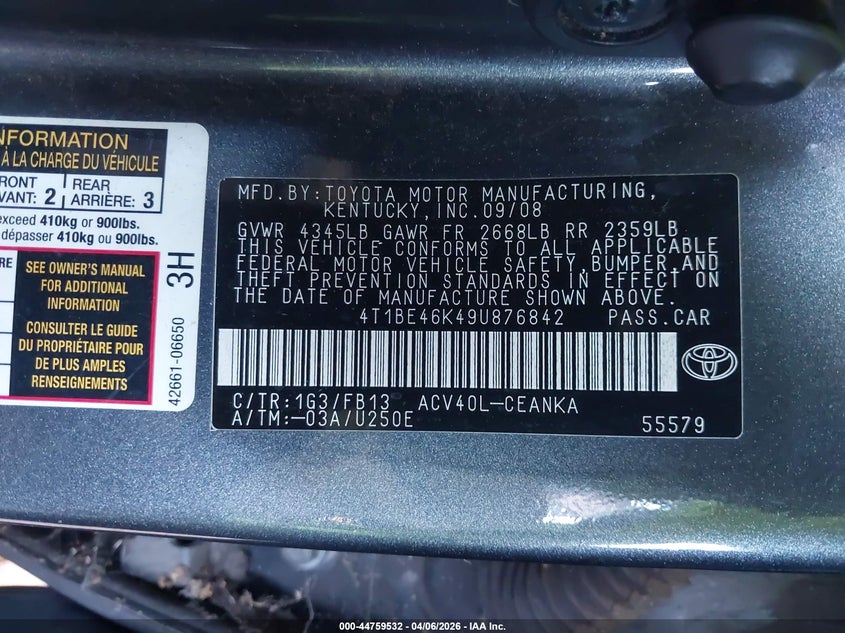 INFORMATION
À LA CHARGE DU VÉHICULE
FRONT
AVANT: 2
REAR
ARRIÈRE: 3
exceed 410kg or 900lbs.
dépasser 410kg ou 900lbs.
SEE OWNER'S MANUAL
FOR ADDITIONAL
INFORMATION
CONSULTER LE GUIDE
DU PROPRIÉTAIRE POUR
DE PLUS AMPLES
RENSEIGNEMENTS
3H
42661-06650
MFD.BY:TOYOTA MOTOR MANUFACTURING,
KENTUCKY,INC.09/08
GVWR 4345LB GAWR FR 2668LB RR 2359LB
THIS VEHICLE CONFORMS TO ALL APPLICABLE
FEDERAL MOTOR VEHICLE SAFETY,BUMPER,AND
THEFT PREVENTION STANDARDS IN EFFECT ON
THE DATE OF MANUFACTURE SHOWN ABOVE.
4T1BE46K49U876842 PASS.CAR
C/TR:1G3/FB13 ACV40L-CEANKA
A/TM:-03A/U250E 55579
000-44759532 - 04/06/2026 - IAA Inc.